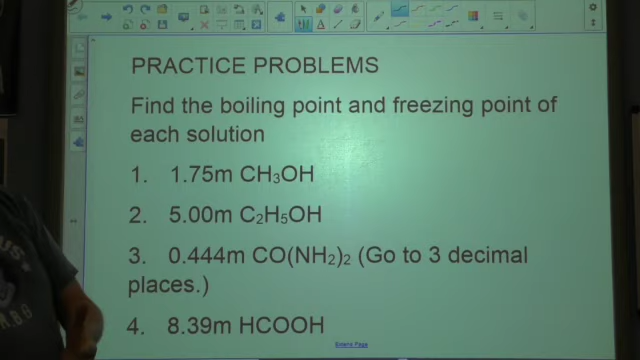 PRACTICE PROBLEMS
Find the boiling point and freezing point of
each solution
1. 1.75m CH₃OH
2. 5.00m C₂H₅OH
3. 0.444m CO(NH₂)₂ (Go to 3 decimal
places.)
4. 8.39m HCOOH